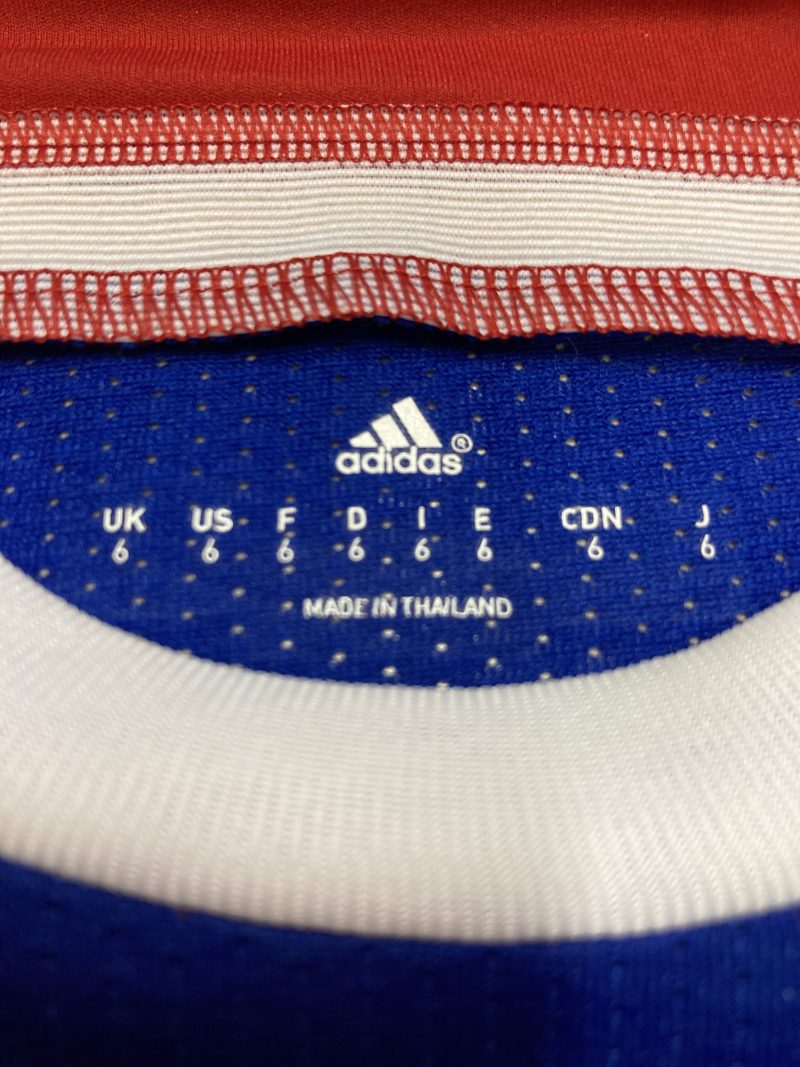 adidas®
UK US F D I E CDN J
6 6 6 6 6 6 6 6
MADE IN THAILAND